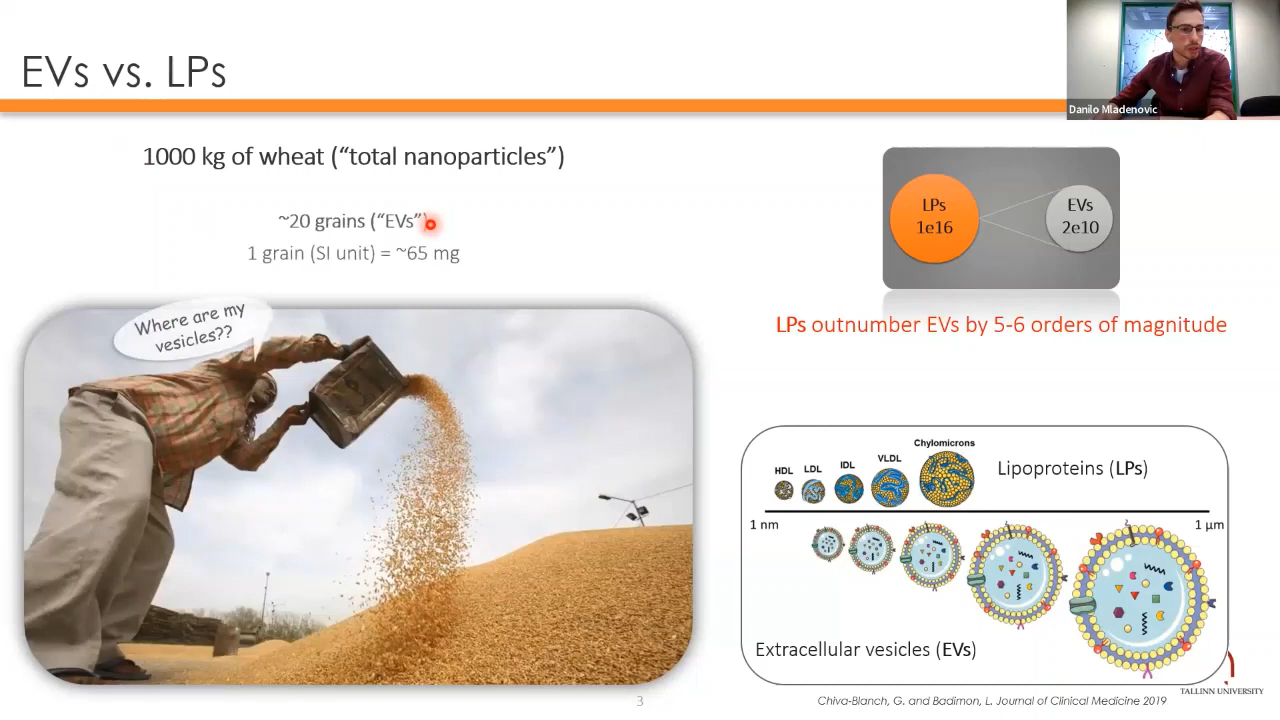 EVs vs. LPs
Danilo Mladenovic
1000 kg of wheat (“total nanoparticles”)
~20 grains (“EVs”)
1 grain (SI unit) = ~65 mg
Where are my
vesicles??
LPs
1e16
EVs
2e10
LPs outnumber EVs by 5-6 orders of magnitude
HDL
LDL
IDL
VLDL
Chylomicrons
Lipoproteins (LPs)
1 nm
1 µm
Extracellular vesicles (EVs)
3
Chiva-Blanch, G. and Badimon, L. Journal of Clinical Medicine 2019
TALLINN UNIVERSITY